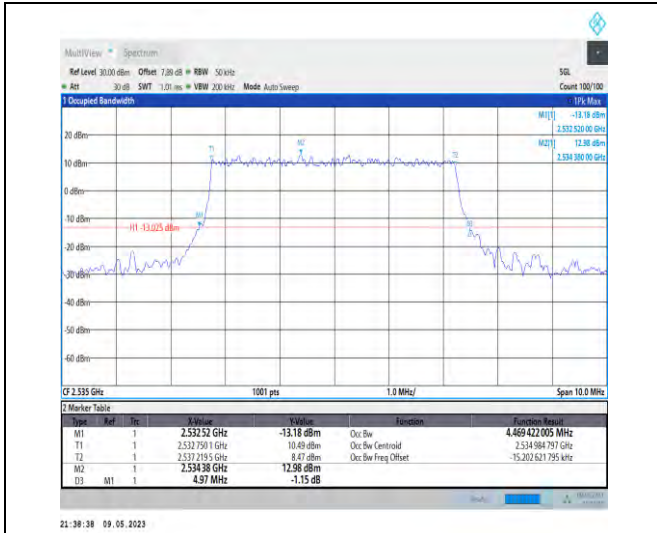 MultiView Spectrum
Ref Level 30.00 dBm Offset 7.89 dB RBW 50 kHz SGL
Att 30 dB SWT 1.01 ms VBW 200 kHz Mode Auto Sweep Count 100/100
1 Occupied Bandwidth 1Pk Max
M1[1] -13.18 dBm
2.532 520 00 GHz
M2[1] 12.98 dBm
2.534 380 00 GHz
20 dBm
T1 M2 T2
10 dBm
0 dBm
-10 dBm
M1 D3
H1 -13.025 dBm
-20 dBm
-30 dBm
-40 dBm
-50 dBm
-60 dBm
CF 2.535 GHz 1001 pts 1.0 MHz/ Span 10.0 MHz
2 Marker Table
Type Ref Trc X-Value Y-Value Function Function Result
M1 1 2.532 52 GHz -13.18 dBm Occ Bw 4.469 422 005 MHz
T1 1 2.532 750 1 GHz 10.49 dBm Occ Bw Centroid 2.534 984 797 GHz
T2 1 2.537 219 5 GHz 8.47 dBm Occ Bw Freq Offset -15.202 621 795 kHz
M2 1 2.534 38 GHz 12.98 dBm
D3 M1 1 4.97 MHz -1.15 dB
21:38:38 09.05.2023